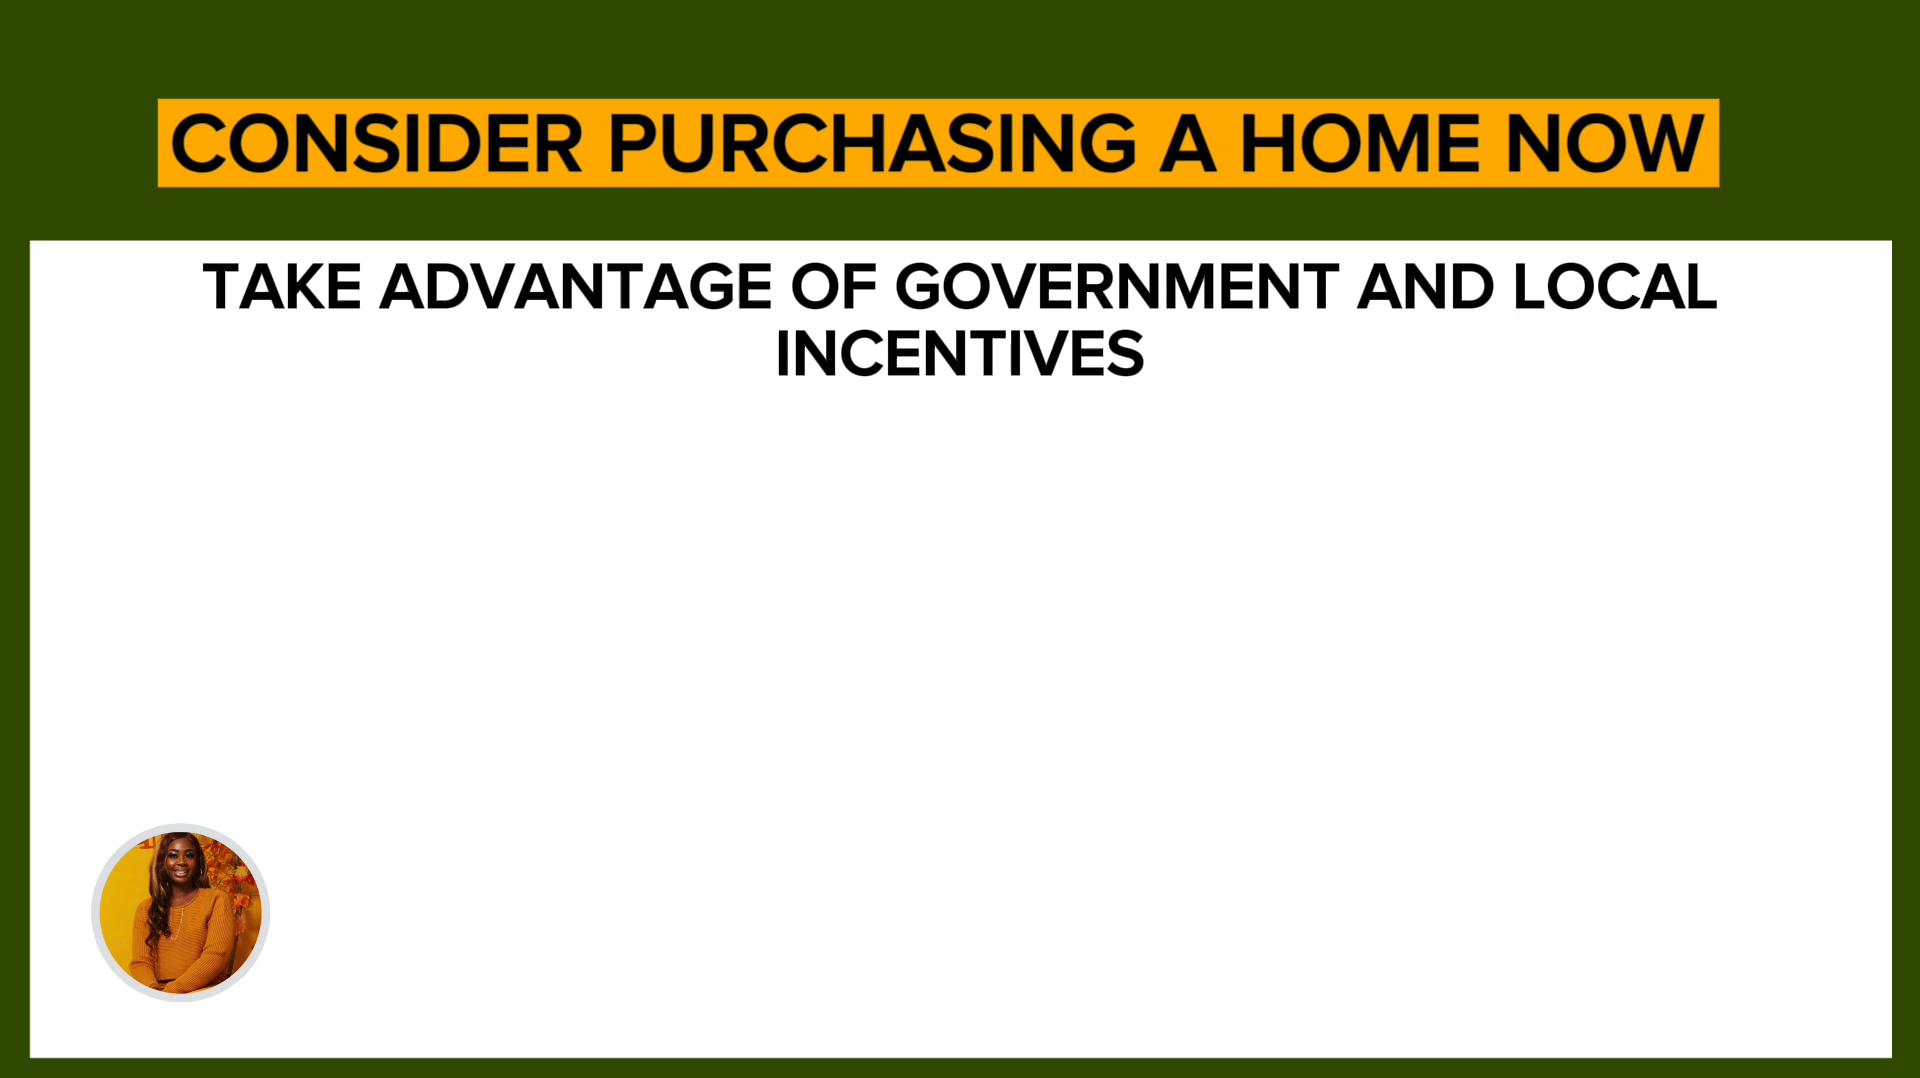 CONSIDER PURCHASING A HOME NOW
TAKE ADVANTAGE OF GOVERNMENT AND LOCAL
INCENTIVES